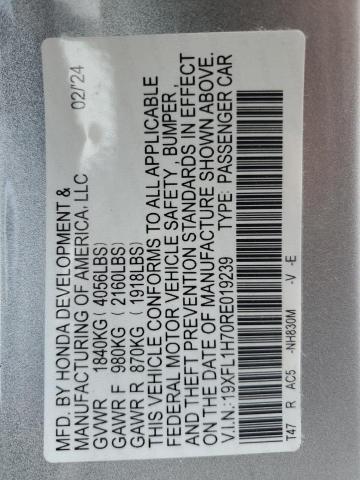 MFD. BY HONDA DEVELOPMENT &
MANUFACTURING OF AMERICA, LLC 02/'24
GVWR 1840KG ( 4056LBS)
GAWR F 980KG ( 2160LBS)
GAWR R 870KG ( 1918LBS)
THIS VEHICLE CONFORMS TO ALL APPLICABLE
FEDERAL MOTOR VEHICLE SAFETY , BUMPER ,
AND THEFT PREVENTION STANDARDS IN EFFECT
ON THE DATE OF MANUFACTURE SHOWN ABOVE.
V.I.N.:19XFL1H70RE019239 TYPE: PASSENGER CAR
T47 R AC5 -NH830M -V -E